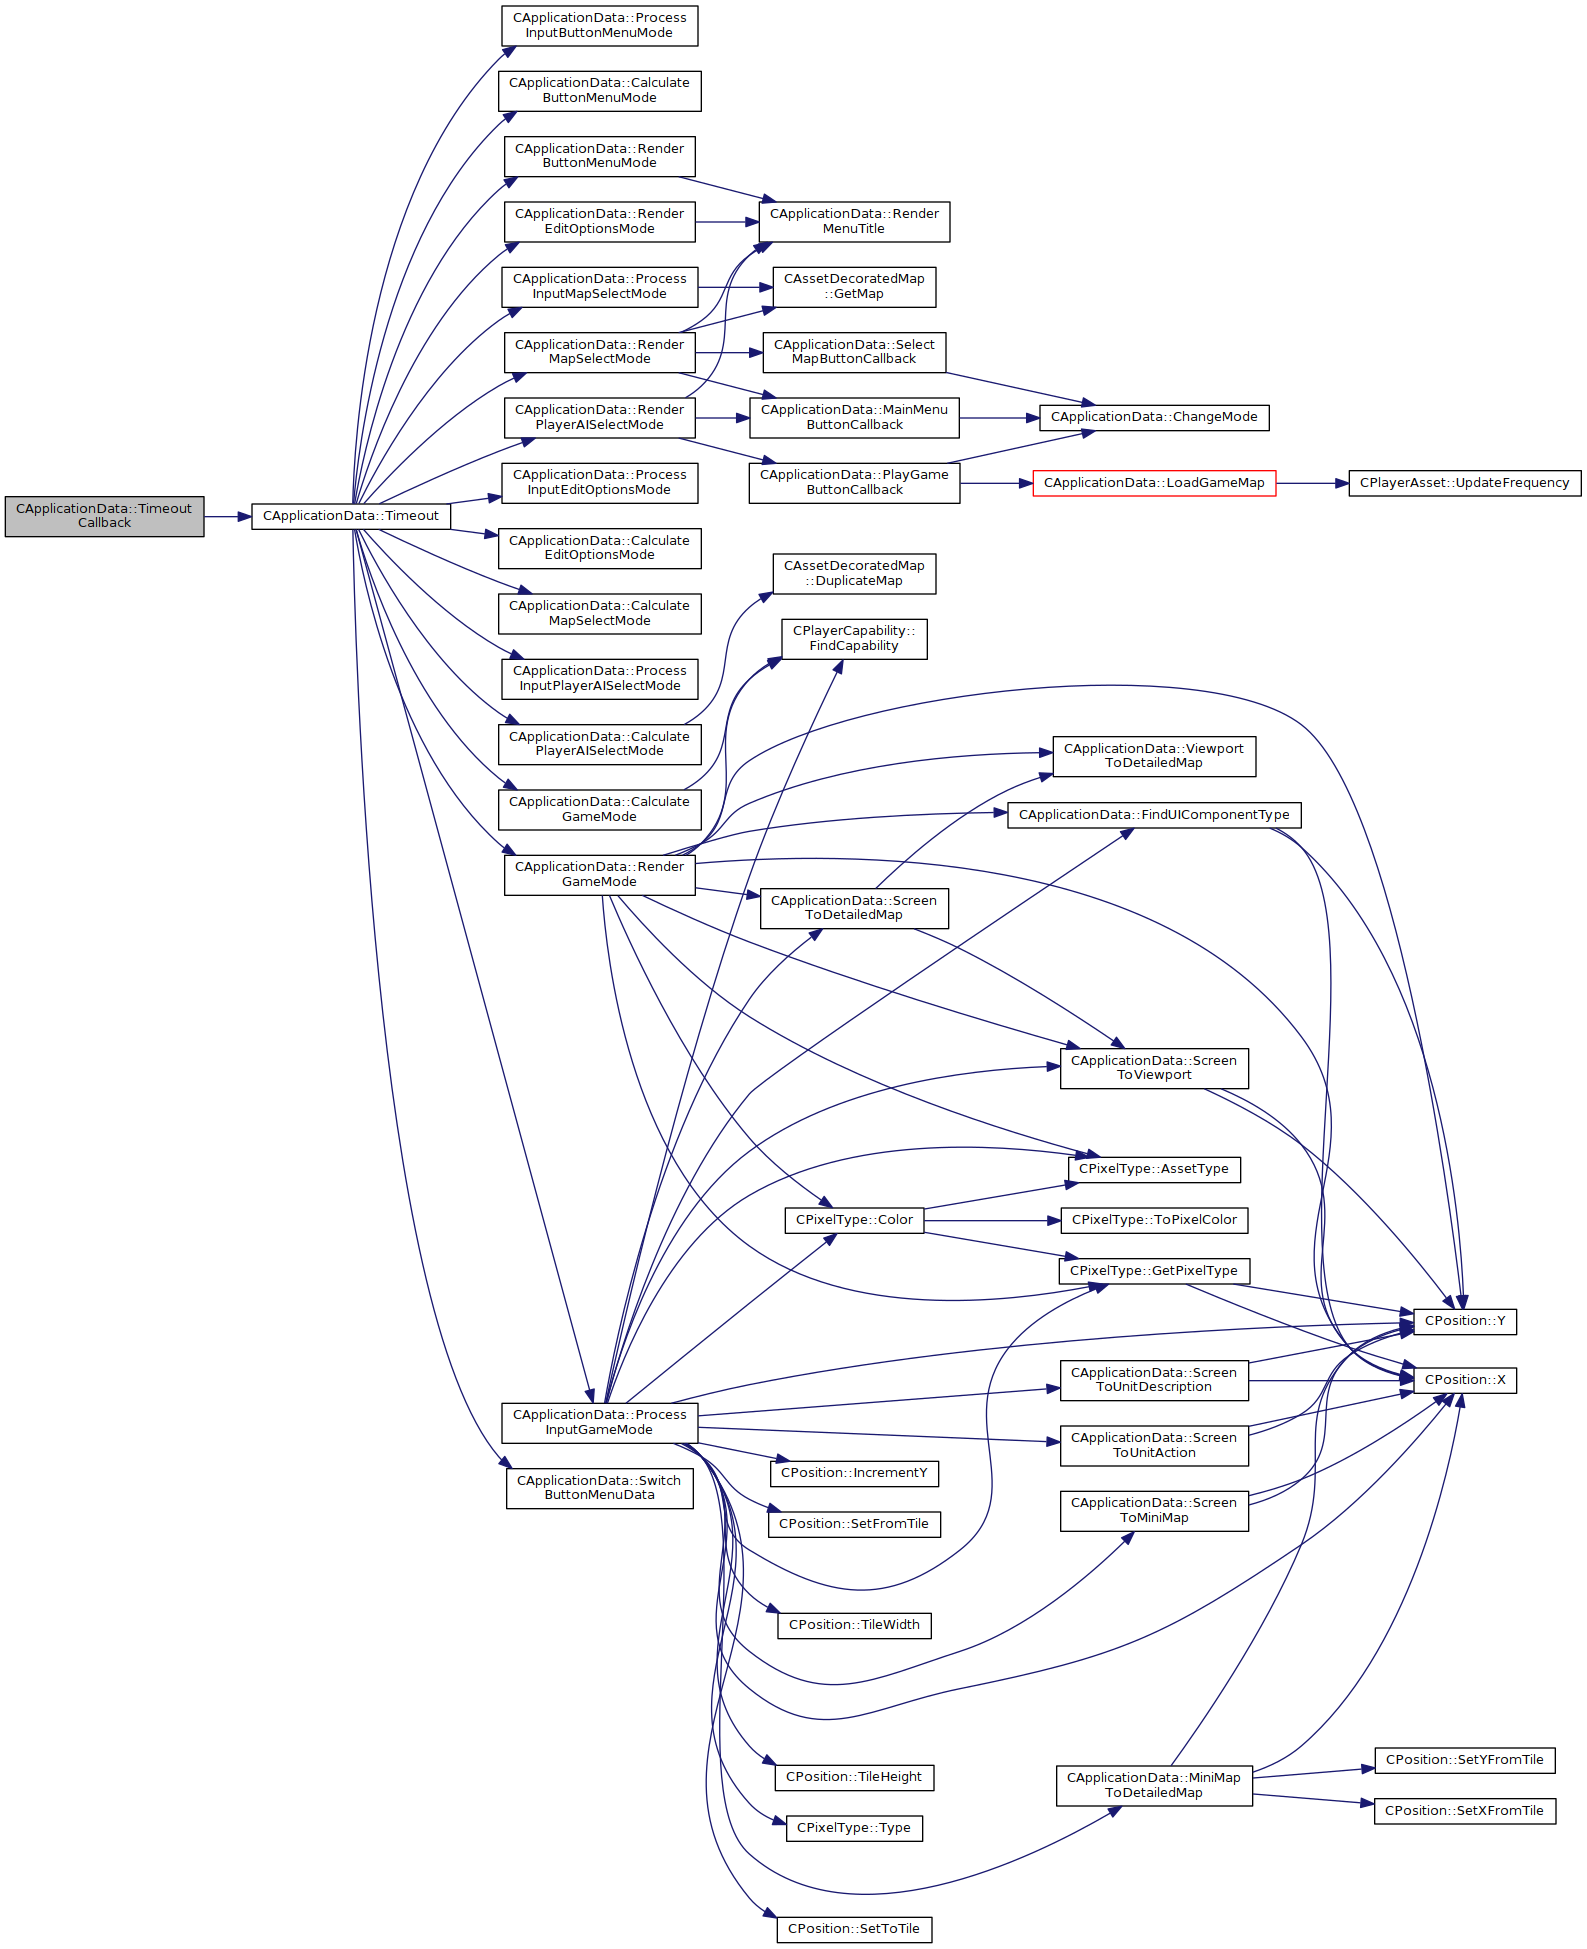 CApplicationData::Timeout
Callback
CApplicationData::Timeout
CApplicationData::Process
InputButtonMenuMode
CApplicationData::Calculate
ButtonMenuMode
CApplicationData::Render
ButtonMenuMode
CApplicationData::Render
EditOptionsMode
CApplicationData::Process
InputMapSelectMode
CApplicationData::Render
MapSelectMode
CApplicationData::Render
PlayerAISelectMode
CApplicationData::Process
InputEditOptionsMode
CApplicationData::Calculate
EditOptionsMode
CApplicationData::Calculate
MapSelectMode
CApplicationData::Process
InputPlayerAISelectMode
CApplicationData::Calculate
PlayerAISelectMode
CApplicationData::Calculate
GameMode
CApplicationData::Render
GameMode
CApplicationData::Process
InputGameMode
CApplicationData::Switch
ButtonMenuData
CApplicationData::Render
MenuTitle
CAssetDecoratedMap
::GetMap
CApplicationData::Select
MapButtonCallback
CApplicationData::MainMenu
ButtonCallback
CApplicationData::PlayGame
ButtonCallback
CAssetDecoratedMap
::DuplicateMap
CPlayerCapability::
FindCapability
CApplicationData::Screen
ToDetailedMap
CPixelType::Color
CPosition::IncrementY
CPosition::SetFromTile
CPosition::TileWidth
CPosition::TileHeight
CPixelType::Type
CPosition::SetToTile
CApplicationData::ChangeMode
CApplicationData::LoadGameMap
CApplicationData::Viewport
ToDetailedMap
CApplicationData::FindUIComponentType
CApplicationData::Screen
ToViewport
CPixelType::AssetType
CPixelType::ToPixelColor
CPixelType::GetPixelType
CApplicationData::Screen
ToUnitDescription
CApplicationData::Screen
ToUnitAction
CApplicationData::Screen
ToMiniMap
CApplicationData::MiniMap
ToDetailedMap
CPlayerAsset::UpdateFrequency
CPosition::Y
CPosition::X
CPosition::SetYFromTile
CPosition::SetXFromTile